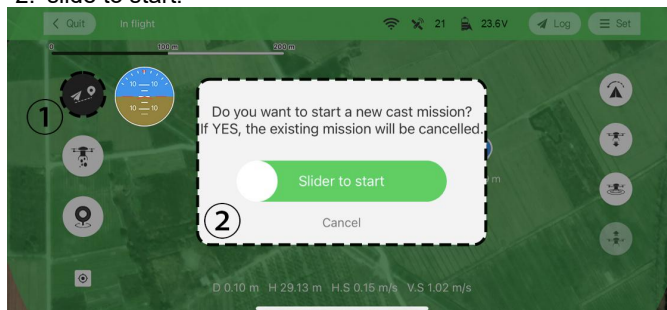 2. slide to start.
Quit In flight 21 23.6V Log Set
0 100 m 200 m
10 10
10 10
1
Do you want to start a new cast mission?
If YES, the existing mission will be cancelled.
Slider to start
m
2 Cancel
D 0.10 m H 29.13 m H.S 0.15 m/s V.S 1.02 m/s